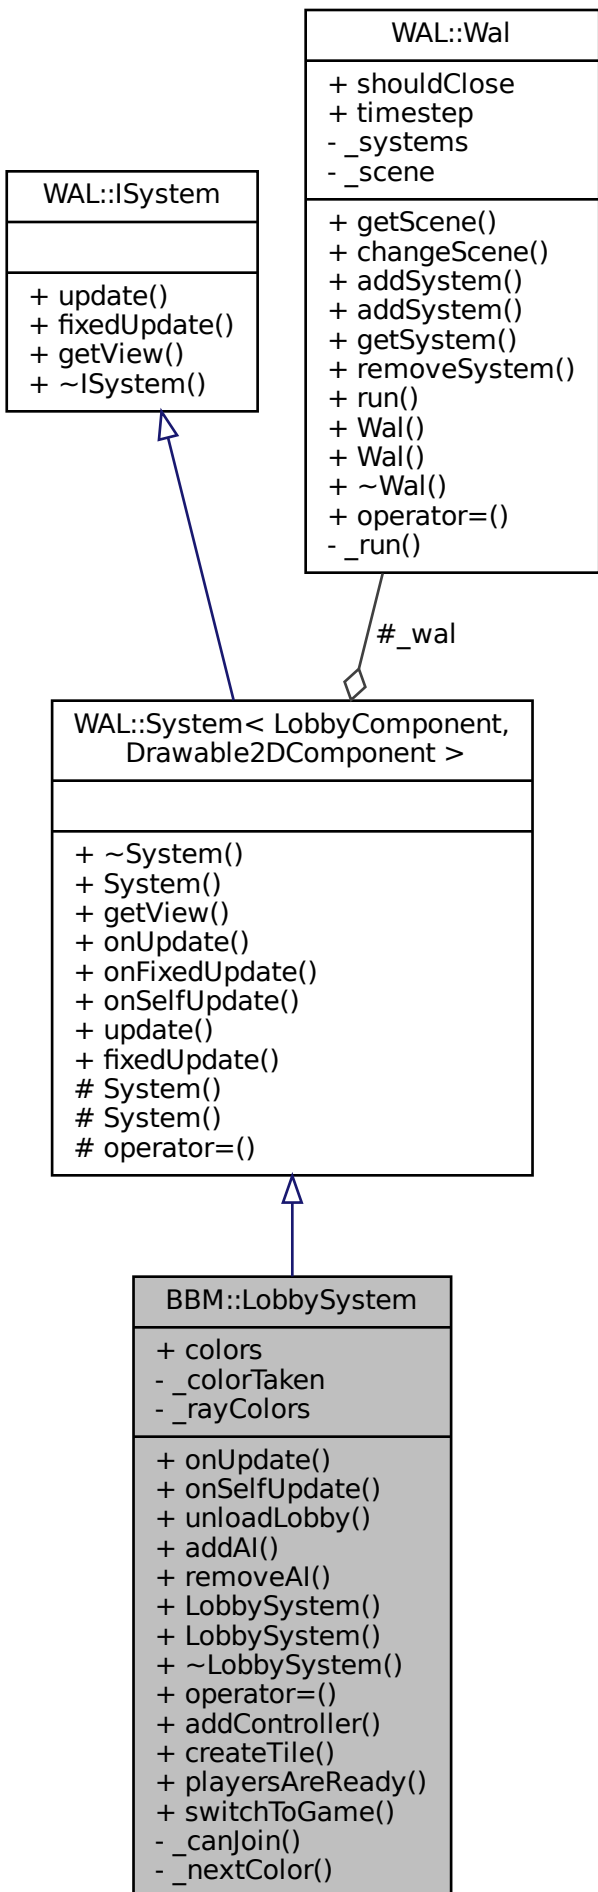 WAL::Wal
+ shouldClose
+ timestep
- _systems
- _scene
+ getScene()
+ changeScene()
+ addSystem()
+ addSystem()
+ getSystem()
+ removeSystem()
+ run()
+ Wal()
+ Wal()
+ ~Wal()
+ operator=()
- _run()
WAL::ISystem
+ update()
+ fixedUpdate()
+ getView()
+ ~ISystem()
#_wal
WAL::System< LobbyComponent,
Drawable2DComponent >
+ ~System()
+ System()
+ getView()
+ onUpdate()
+ onFixedUpdate()
+ onSelfUpdate()
+ update()
+ fixedUpdate()
# System()
# System()
# operator=()
BBM::LobbySystem
+ colors
- _colorTaken
- _rayColors
+ onUpdate()
+ onSelfUpdate()
+ unloadLobby()
+ addAI()
+ removeAI()
+ LobbySystem()
+ LobbySystem()
+ ~LobbySystem()
+ operator=()
+ addController()
+ createTile()
+ playersAreReady()
+ switchToGame()
- _canJoin()
- _nextColor()